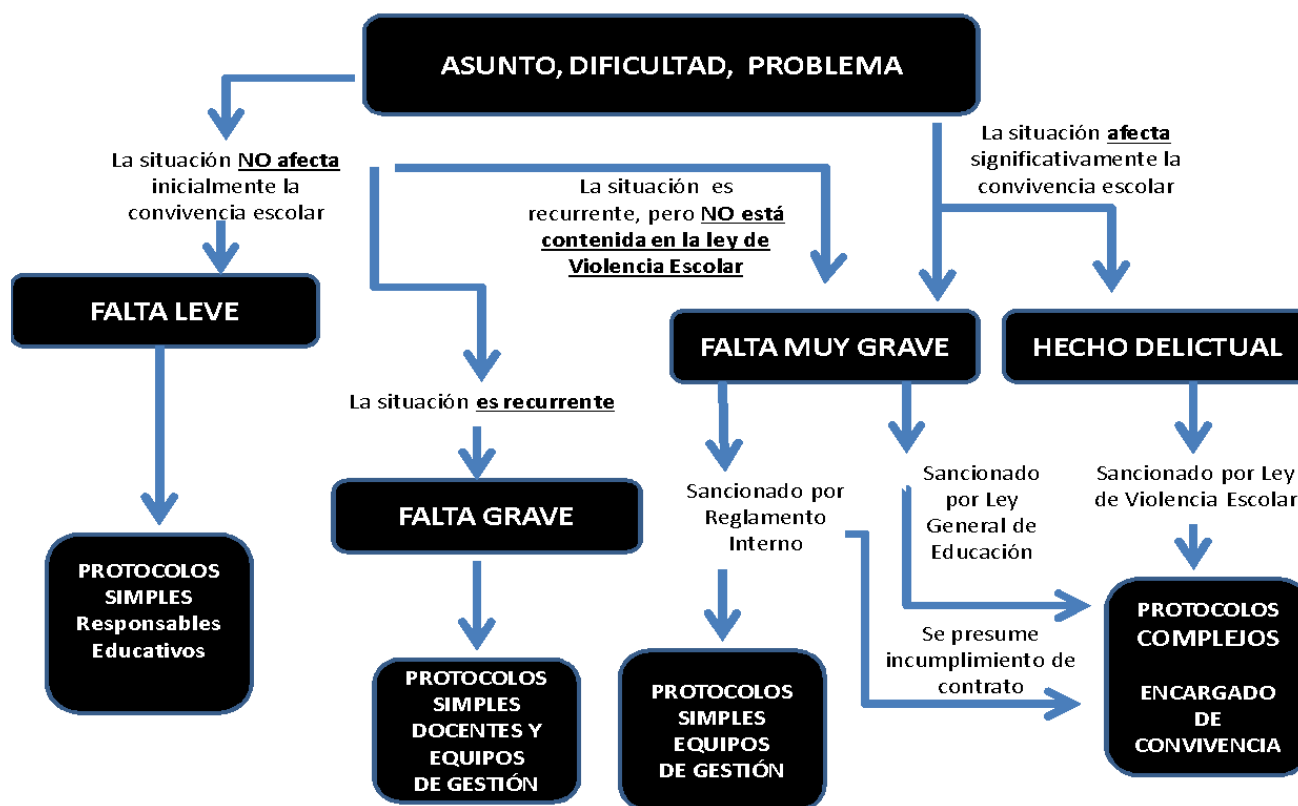 ASUNTO, DIFICULTAD, PROBLEMA
La situación NO afecta
inicialmente la
convivencia escolar
La situación es
recurrente, pero NO está
contenida en la ley de
Violencia Escolar
La situación afecta
significativamente la
convivencia escolar
FALTA LEVE
FALTA MUY GRAVE
HECHO DELICTUAL
La situación es recurrente
FALTA GRAVE
Sancionado por
Reglamento
Interno
Sancionado
por Ley
General de
Educación
Sancionado por Ley
de Violencia Escolar
Se presume
incumplimiento de
contrato
PROTOCOLOS
SIMPLES
Responsables
Educativos
PROTOCOLOS
SIMPLES
DOCENTES Y
EQUIPOS
DE GESTIÓN
PROTOCOLOS
SIMPLES
EQUIPOS
DE GESTIÓN
PROTOCOLOS
COMPLEJOS
ENCARGADO
DE
CONVIVENCIA